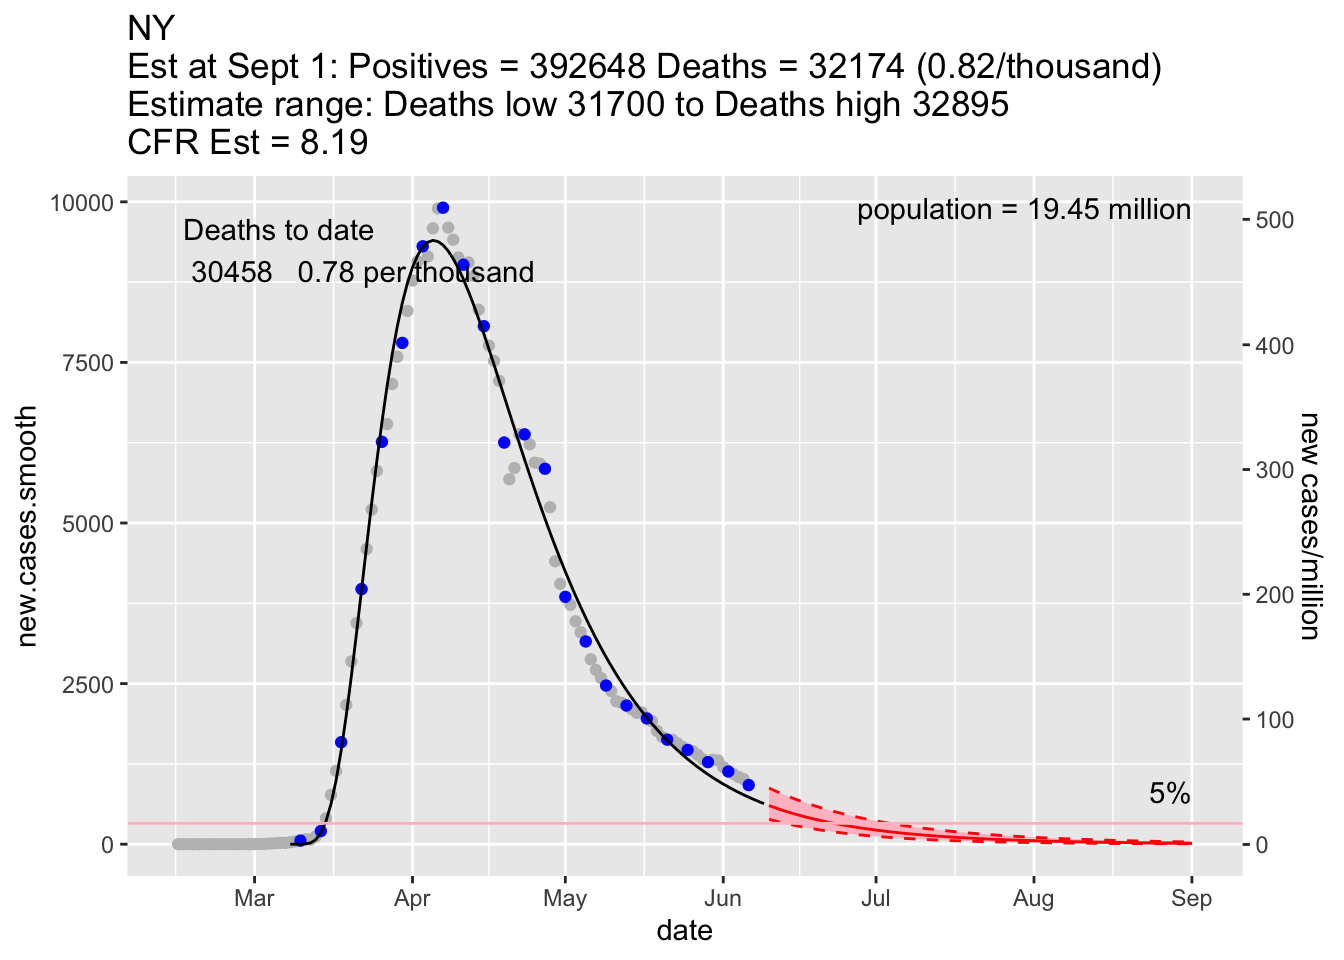 NY
Est at Sept 1: Positives = 392648 Deaths = 32174 (0.82/thousand)
Estimate range: Deaths low 31700 to Deaths high 32895
CFR Est = 8.19
population = 19.45 million
Deaths to date
30458 0.78 per thousand
5%
new.cases.smooth
10000
7500
5000
2500
0
new cases/million
500
400
300
200
100
0
Mar Apr May Jun Jul Aug Sep
date